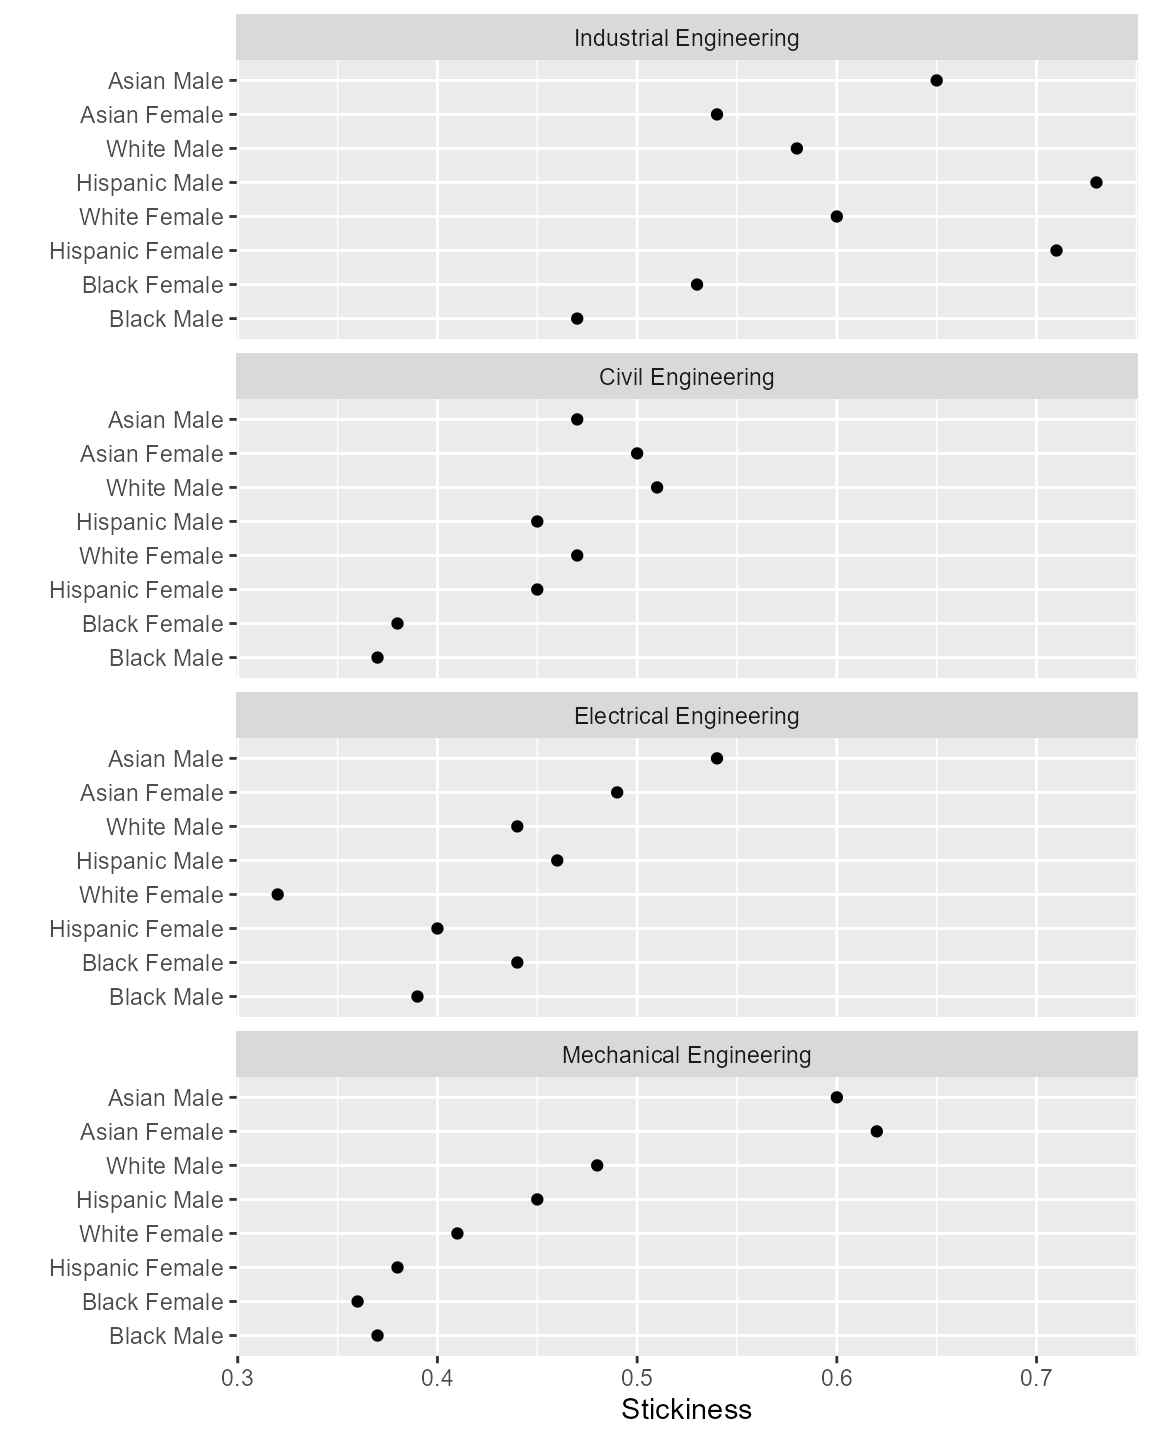 Industrial Engineering
Asian Male
Asian Female
White Male
Hispanic Male
White Female
Hispanic Female
Black Female
Black Male
Civil Engineering
Asian Male
Asian Female
White Male
Hispanic Male
White Female
Hispanic Female
Black Female
Black Male
Electrical Engineering
Asian Male
Asian Female
White Male
Hispanic Male
White Female
Hispanic Female
Black Female
Black Male
Mechanical Engineering
Asian Male
Asian Female
White Male
Hispanic Male
White Female
Hispanic Female
Black Female
Black Male
0.3 0.4 0.5 0.6 0.7
Stickiness